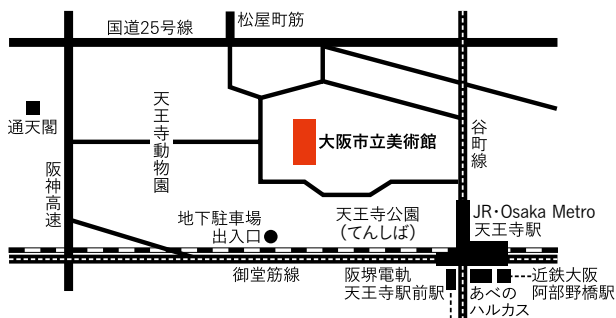 国道25号線
松屋町筋
通天閣
天王寺動物園
大阪市立美術館
谷町線
阪神高速
地下駐車場
出入口
天王寺公園
(てんしば)
JR・Osaka Metro
天王寺駅
御堂筋線
阪堺電軌
天王寺駅前駅
あべの
ハルカス
近鉄大阪
阿部野橋駅